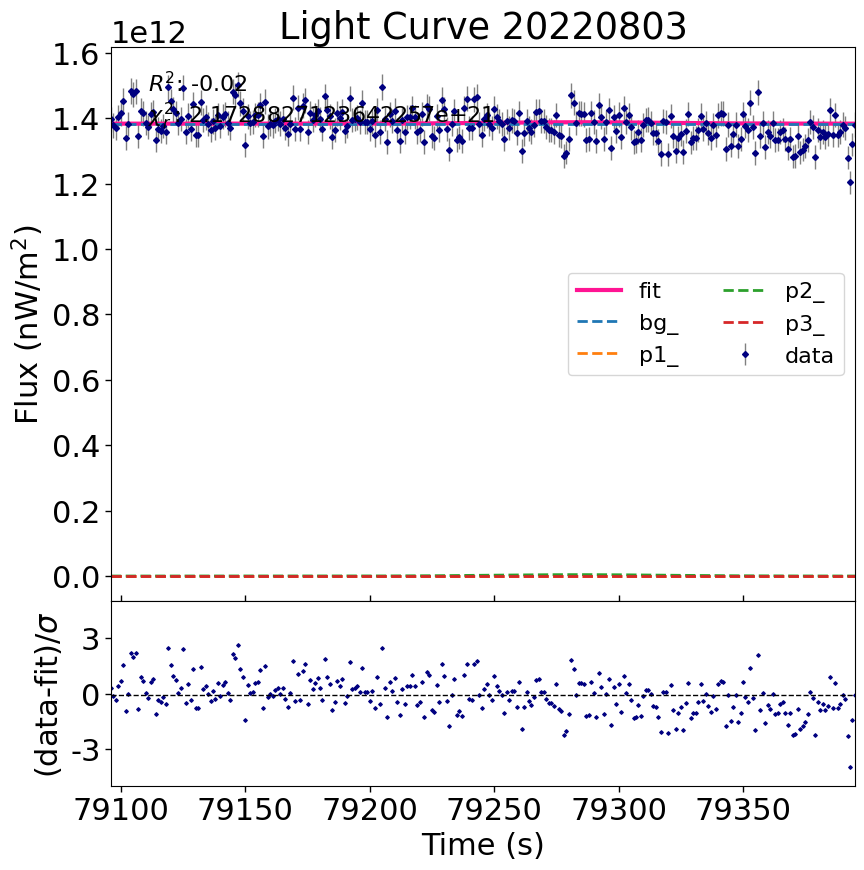 Light Curve 20220803
1e12
R²: -0.02
1.6
1.4
1.2
1.0
0.8
0.6
0.4
0.2
0.0
Flux (nW/m²)
fit
bg_
p1_
p2_
p3_
data
3
0
-3
(data-fit)/σ
79100 79150 79200 79250 79300 79350
Time (s)